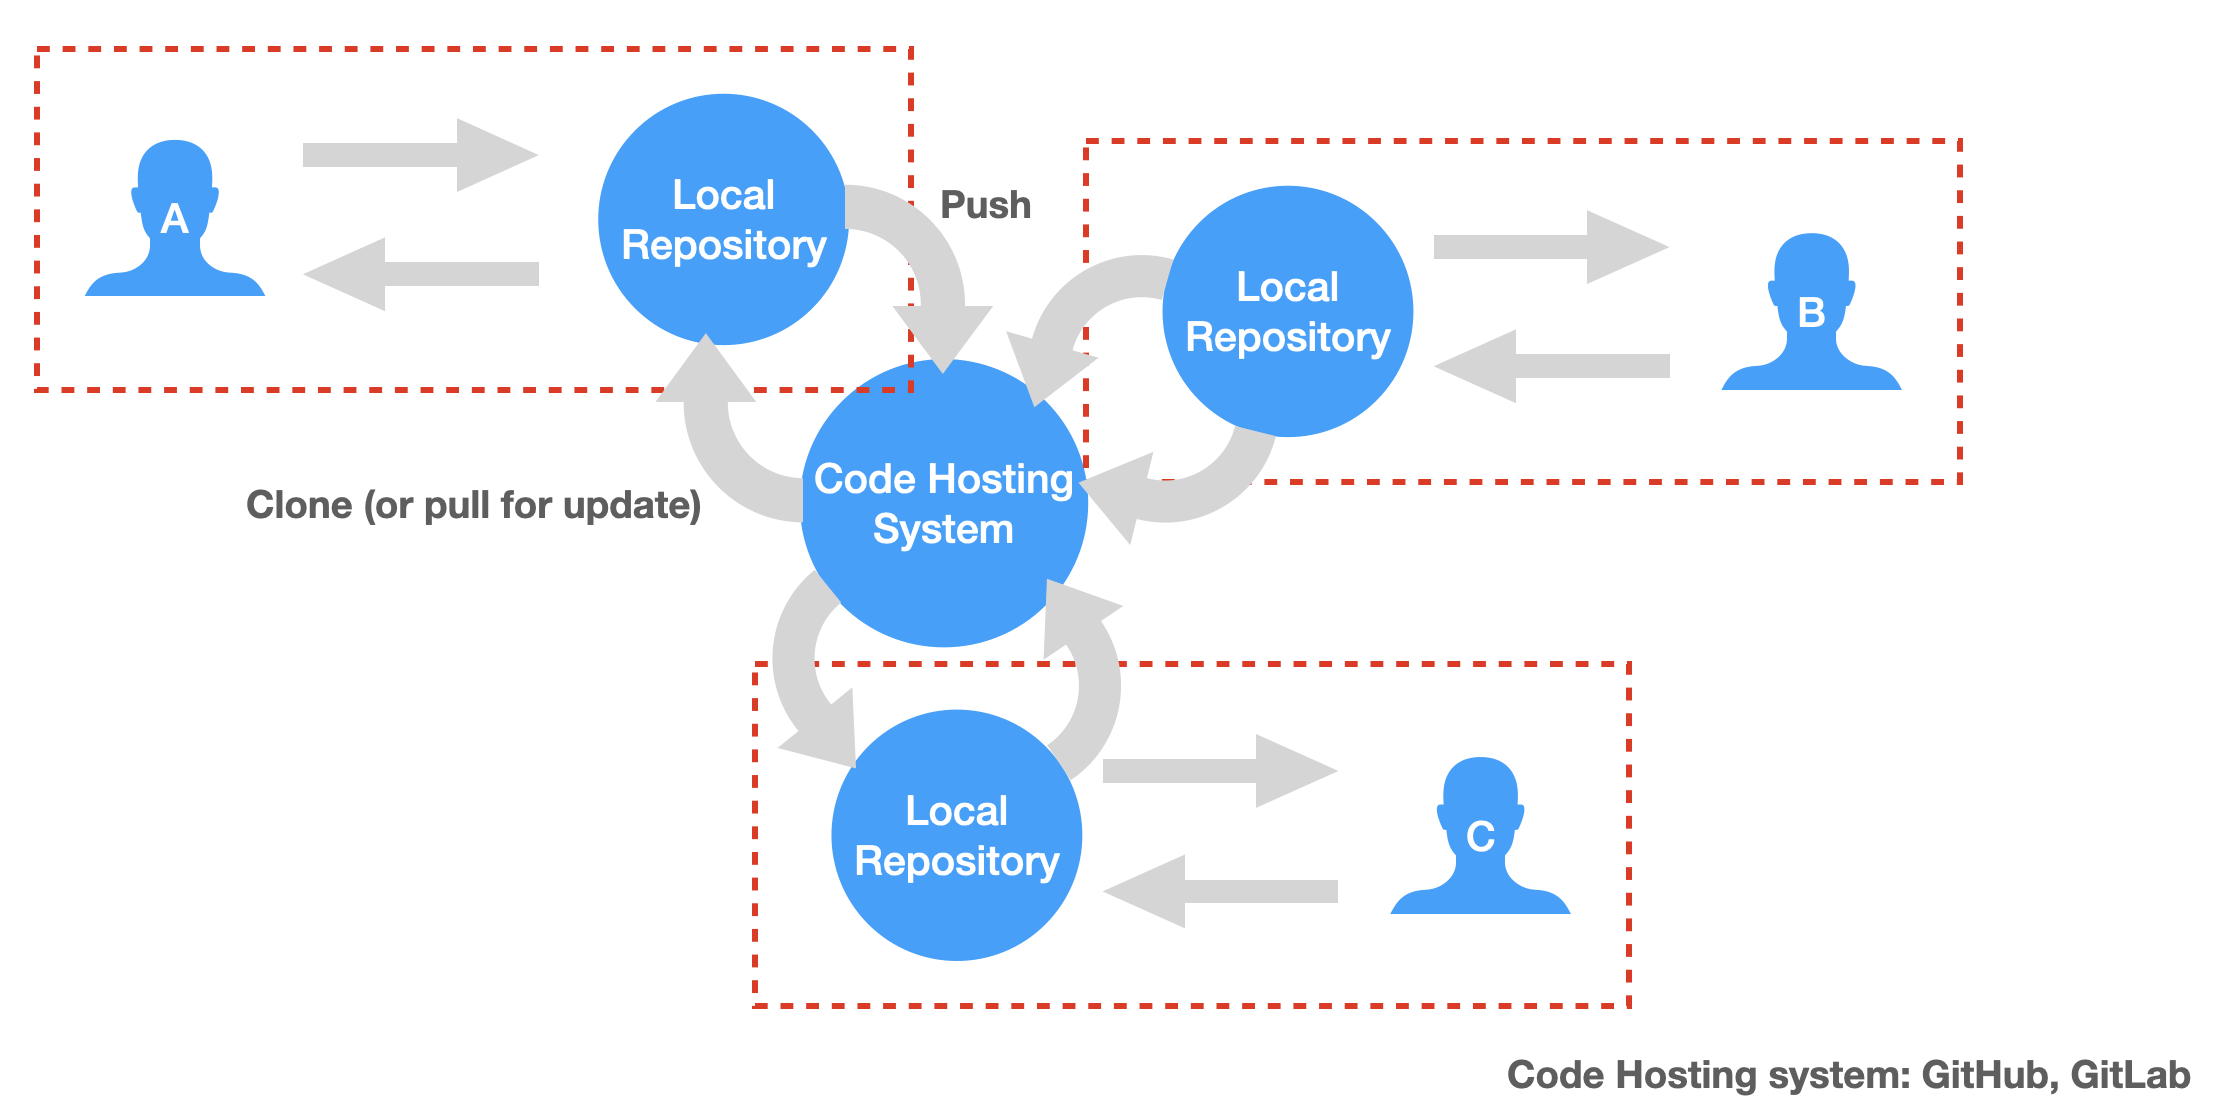 A
Local
Repository
Push
Local
Repository
B
Clone (or pull for update)
Code Hosting
System
Local
Repository
C
Code Hosting system: GitHub, GitLab